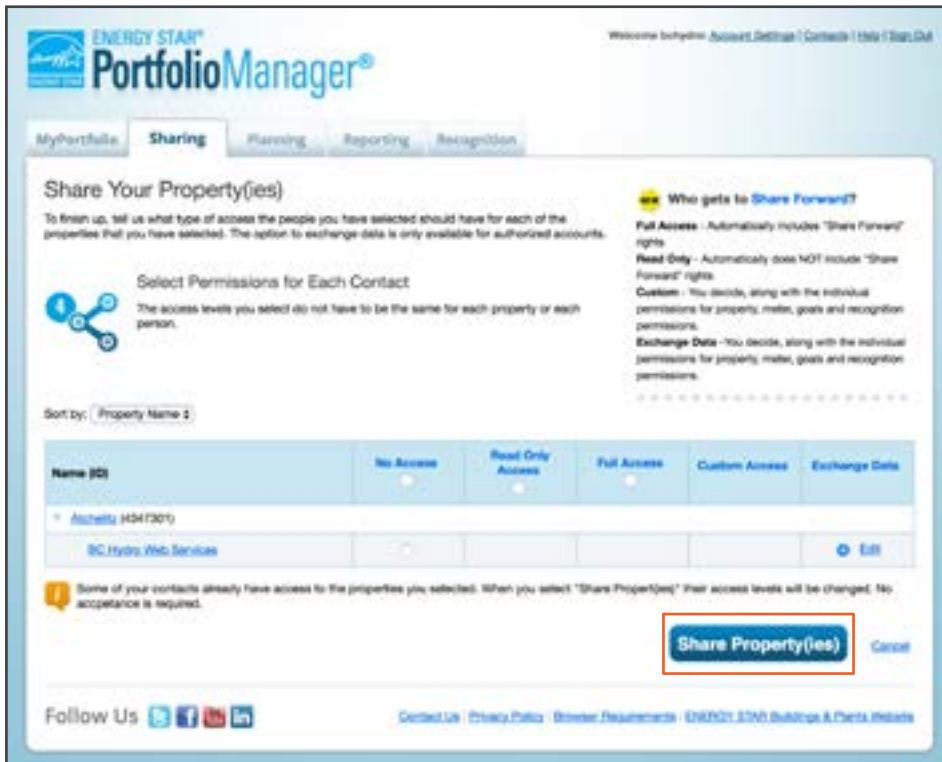 ENERGY STAR®
PortfolioManager®
Welcome bchydro: Account Settings | Contacts | Help | Sign Out
ENERGY STAR
MyPortfolio
Sharing
Planning
Reporting
Recognition
Share Your Property(ies)
To finish up, tell us what type of access the people you have selected should have for each of the
properties that you have selected. The option to exchange data is only available for authorized accounts.
4
Select Permissions for Each Contact
The access levels you select do not have to be the same for each property or each
person.
NEW Who gets to Share Forward?
Full Access - Automatically includes "Share Forward"
rights
Read Only - Automatically does NOT include "Share
Forward" rights
Custom - You decide, along with the individual
permissions for property, meter, goals and recognition
permissions.
Exchange Data -You decide, along with the individual
permissions for property, meter, goals and recognition
permissions.
Sort by: Property Name
Name (ID)
No Access
Read Only
Access
Full Access
Custom Access
Exchange Data
(4347301)
BC Hydro Web Services
Edit
Some of your contacts already have access to the properties you selected. When you select "Share Propert(ies)" their access levels will be changed. No
accpetance is required.
Share Property(ies)
Cancel
Follow Us
Contact Us | Privacy Policy | Browser Requirements | ENERGY STAR Buildings & Plants Website